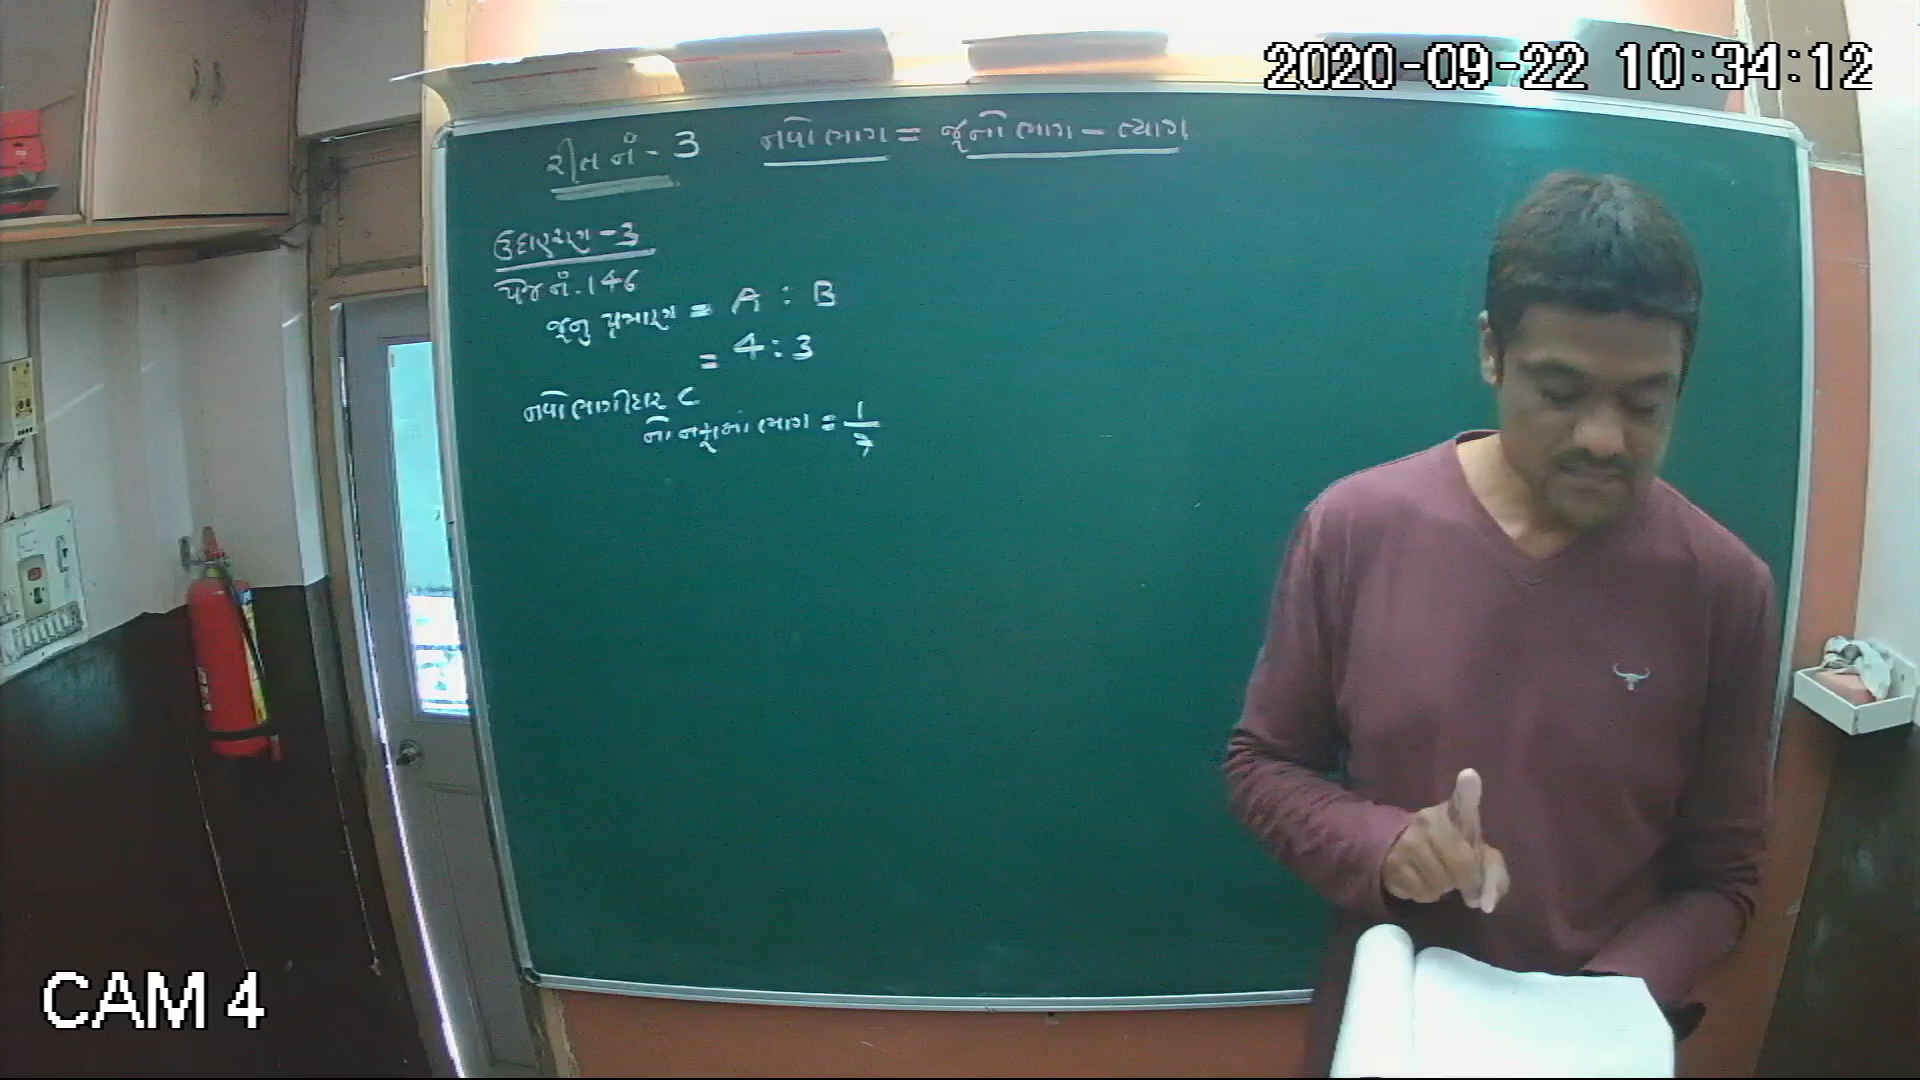 2020-09-22 10:34:12
રીત નં - 3 નવો ભાગ = જૂનો ભાગ - ત્યાગ
ઉદાહરણ - 3
પેજ નં. 146
જૂનુ પ્રમાણ = A : B
= 4 : 3
નવો ભાગીદાર C
નો નફામાં ભાગ = 1/7
CAM 4